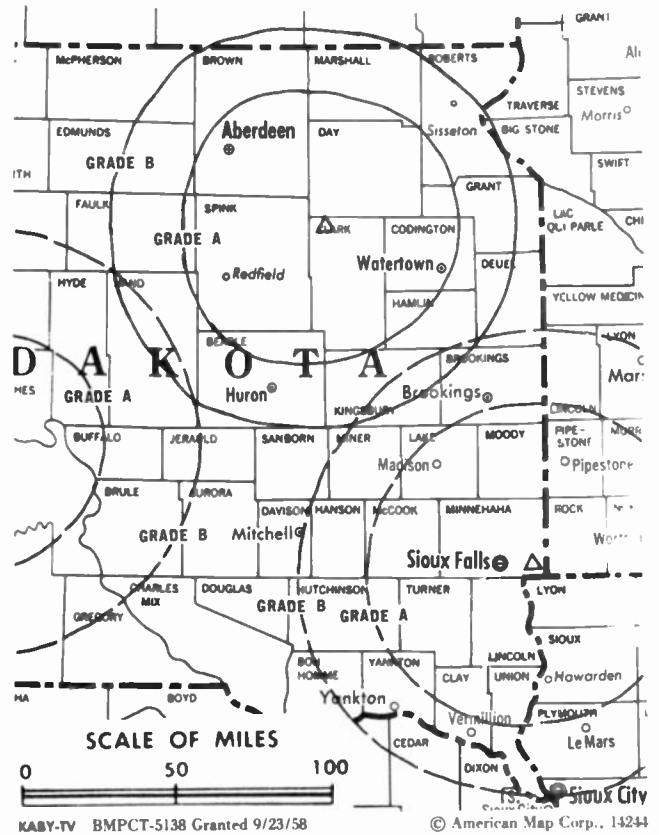 GRANT
McPHERSON BROWN MARSHALL ROBERTS
STEVENS
TRAVERSE Morris
EDMUNDS Aberdeen DAY Sisseton BIG STONE
GRADE B
SWIFT
GRANT
FAULK SPINK LAC
QUI PARLE
GRADE A CLARK CODINGTON
Redfield Watertown DEUEL
HYDE HAND
HAMLIN YELLOW MEDICIN
BEADLE LYON
DAKOTA BROOKINGS
GRADE A Huron Brookings
KINGSBURY LINCOLN
BUFFALO JERAULD SANBORN MINER LAKE MOODY PIPE-
STONE
Madison Pipestone
BRULE AURORA
DAVISON HANSON McCOOK MINNEHAHA ROCK
GRADE B Mitchell
Sioux Falls
CHARLES
MIX DOUGLAS HUTCHINSON TURNER LYON
GRADE B GRADE A
GREGORY
SIOUX
LINCOLN
BON
HOMME YANKTON CLAY UNION Hawarden
BOYD Yankton
Vermillion PLYMOUTH
SCALE OF MILES CEDAR LeMars
DIXON
0 50 100
Sioux City
KABY-TV BMPCT-5138 Granted 9/23/58 © American Map Corp., 14244